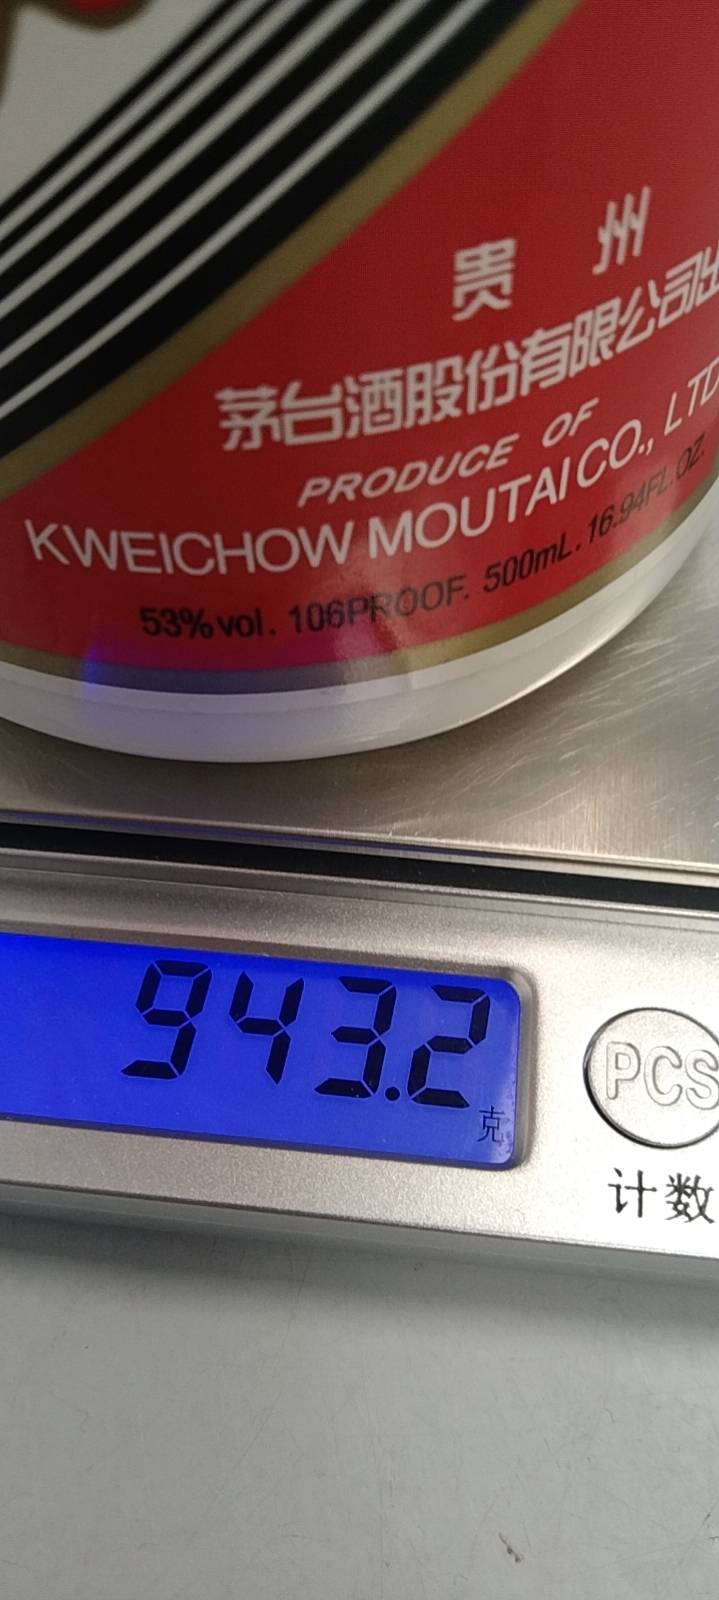 贵 州
茅台酒股份有限公司出
PRODUCE OF
KWEICHOW MOUTAI CO., LTD
53%vol. 106PROOF. 500mL. 16.94FL.OZ.
943.2
克
PCS
计数